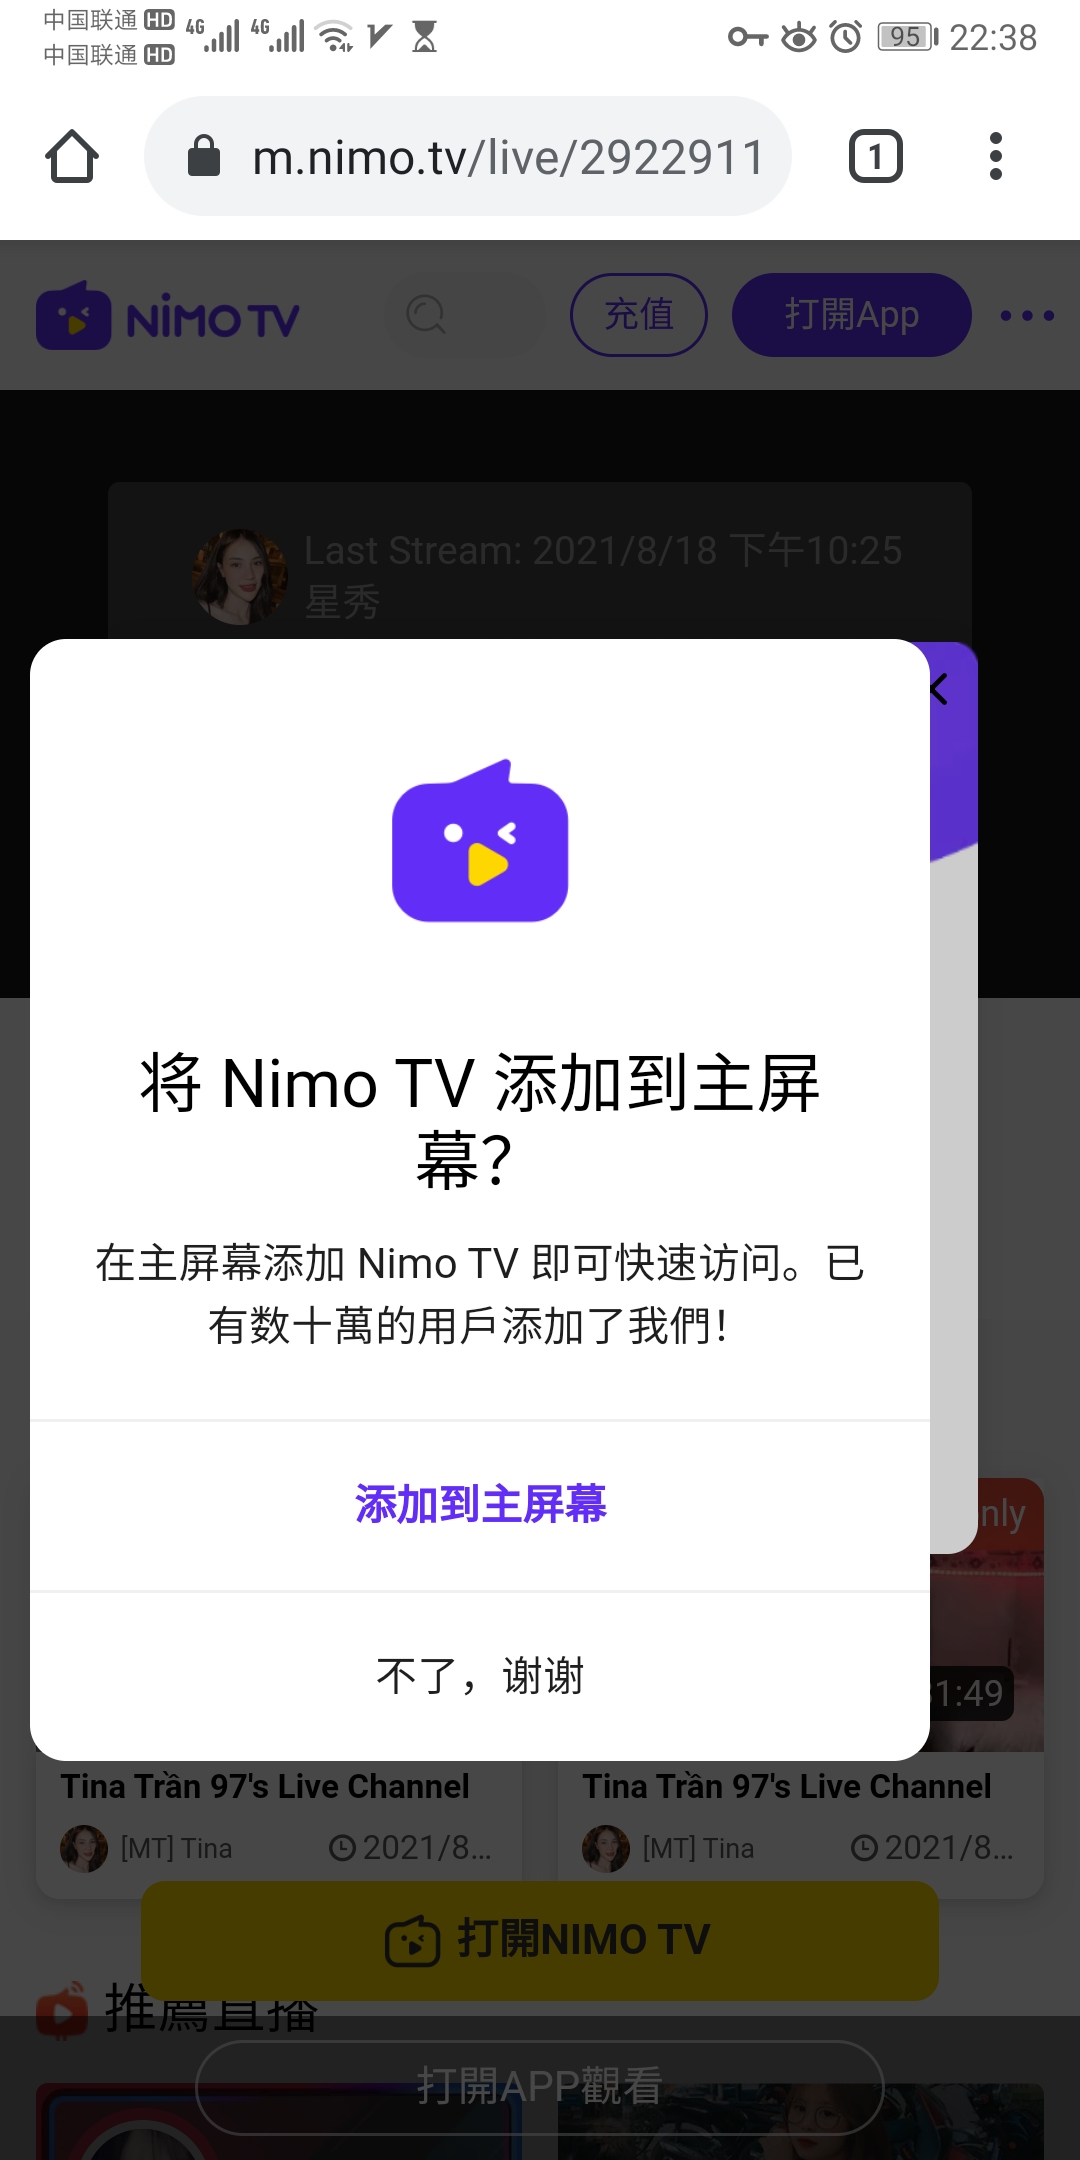 中国联通 HD
中国联通 HD
4G 4G
95 22:38
m.nimo.tv/live/2922911
1
NIMO TV
充值
打開App
Last Stream: 2021/8/18 下午10:25
星秀
将 Nimo TV 添加到主屏
幕？
在主屏幕添加 Nimo TV 即可快速访问。已
有数十萬的用戶添加了我們！
添加到主屏幕
不了，谢谢
1:49
Tina Trần 97's Live Channel
Tina Trần 97's Live Channel
[MT] Tina
2021/8...
[MT] Tina
2021/8...
打開NIMO TV
推薦直播
打開APP觀看